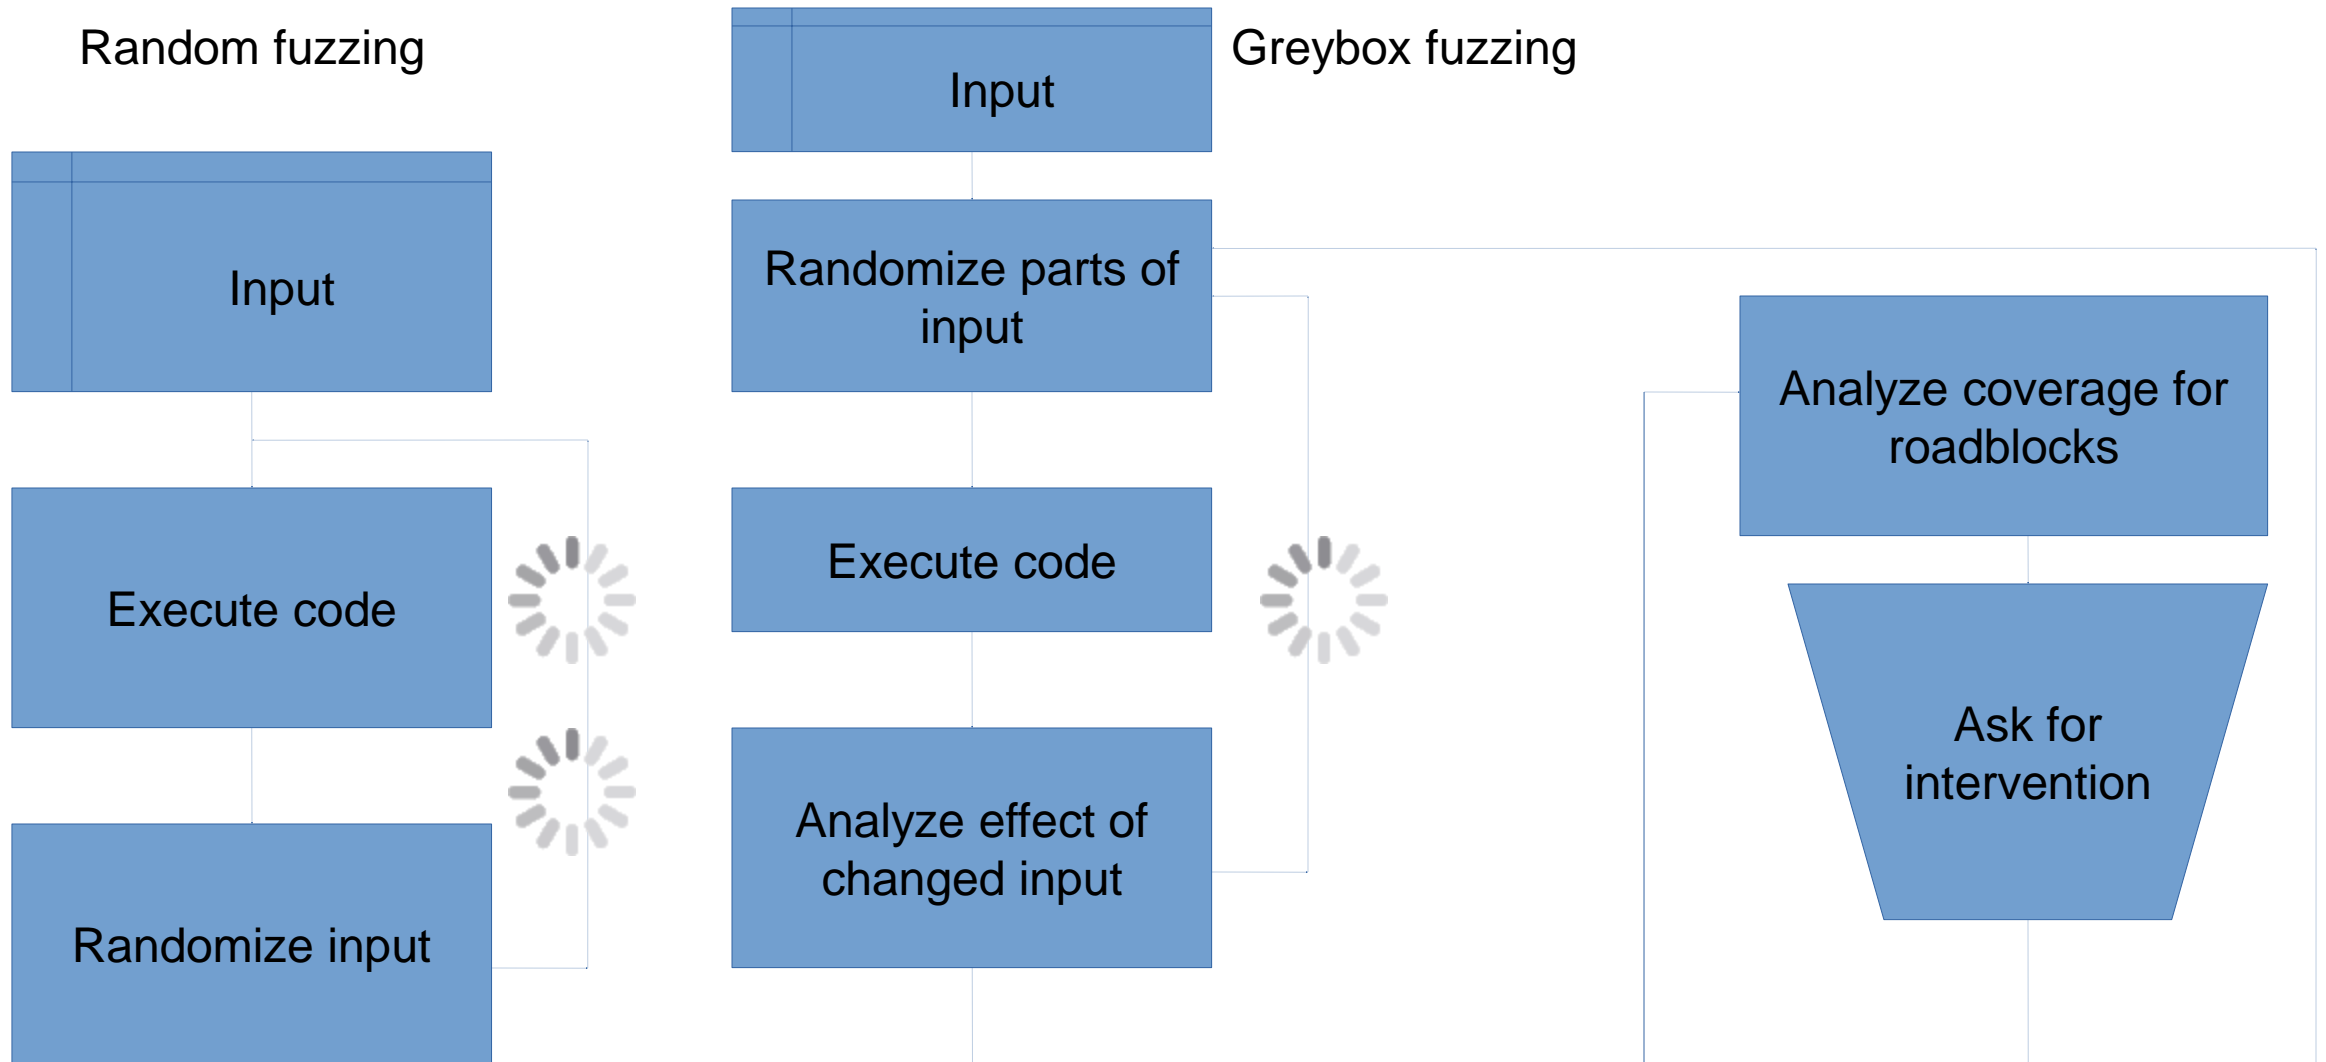 Random fuzzing
Input
Execute code
Randomize input
Greybox fuzzing
Input
Randomize parts of
input
Execute code
Analyze effect of
changed input
Analyze coverage for
roadblocks
Ask for
intervention